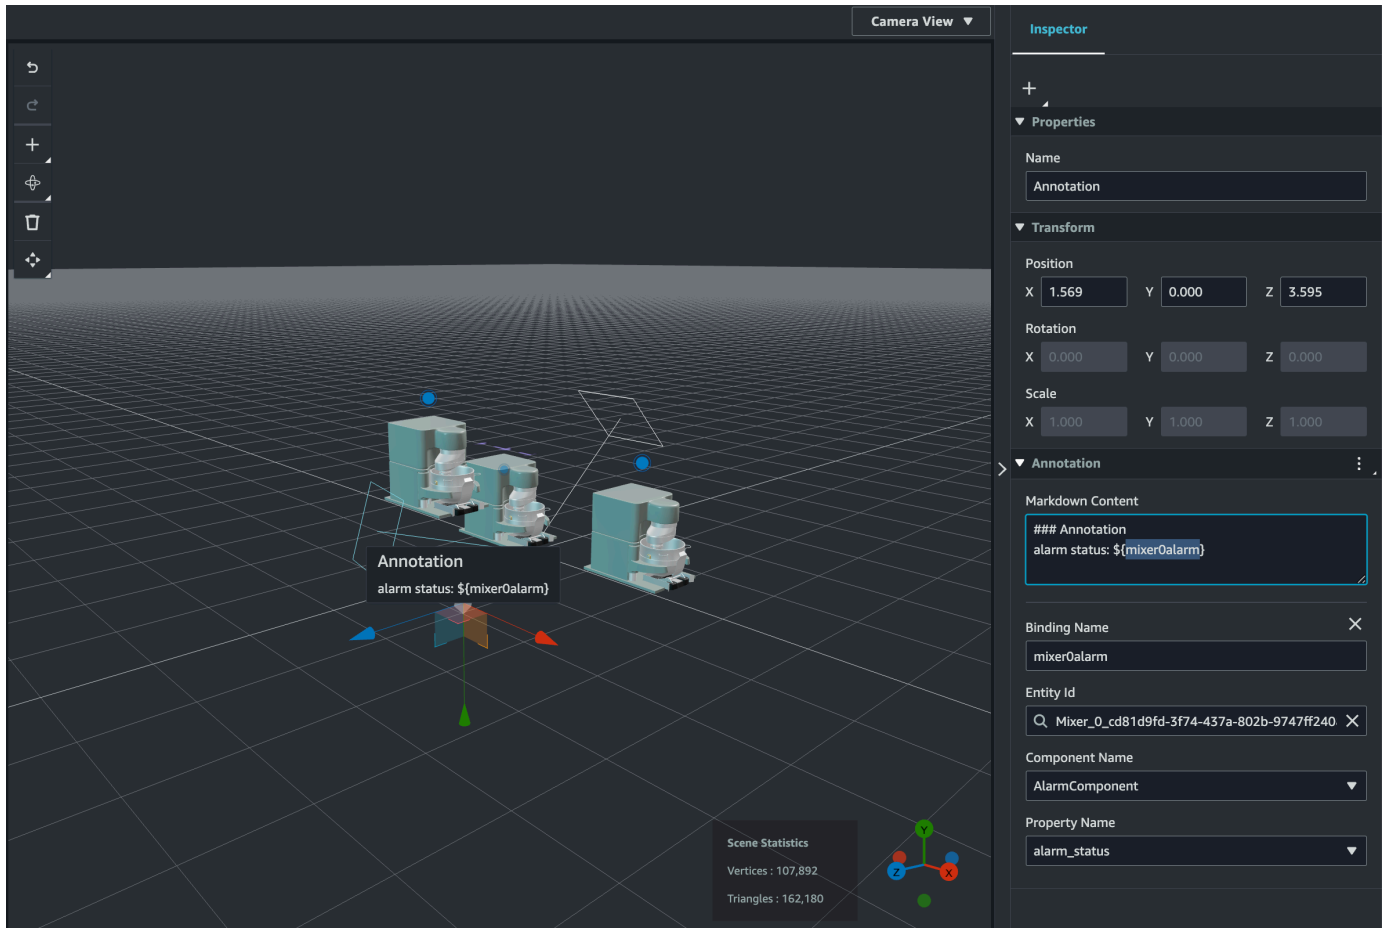 Camera View
Inspector
Properties
Name
Annotation
Transform
Position
X 1.569 Y 0.000 Z 3.595
Rotation
X 0.000 Y 0.000 Z 0.000
Scale
X 1.000 Y 1.000 Z 1.000
Annotation
Markdown Content
### Annotation
alarm status: ${mixer0alarm}
Binding Name
mixer0alarm
Entity Id
Mixer_0_cd81d9fd-3f74-437a-802b-9747ff240
Component Name
AlarmComponent
Property Name
alarm_status
Annotation
alarm status: ${mixer0alarm}
Scene Statistics
Vertices : 107,892
Triangles : 162,180
Y
Z
X